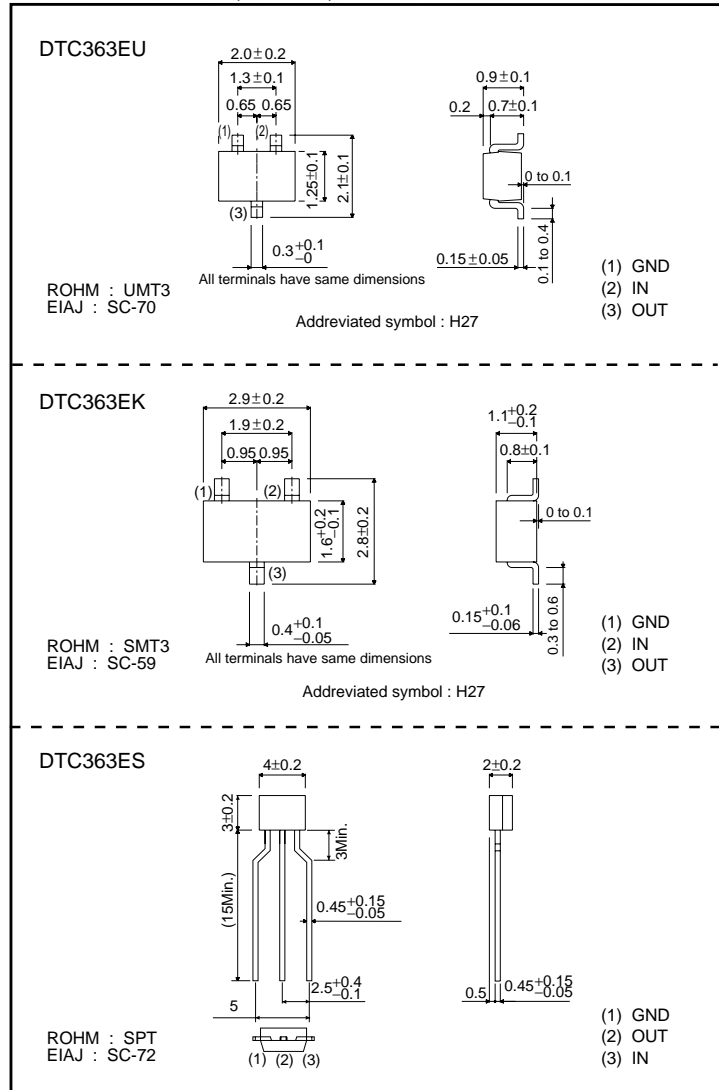 DTC363EU
2.0±0.2
1.3±0.1
0.65 0.65
(1) (2)
(3)
1.25±0.1
2.1±0.1
0.3+0.1−0
All terminals have same dimensions
0.9±0.1
0.2 0.7±0.1
0 to 0.1
0.15±0.05
0.1 to 0.4
ROHM : UMT3
EIAJ : SC-70
Addreviated symbol : H27
(1) GND
(2) IN
(3) OUT
DTC363EK
2.9±0.2
1.9±0.2
0.95 0.95
(1) (2)
(3)
1.6+0.2−0.1
2.8±0.2
0.4+0.1−0.05
All terminals have same dimensions
1.1+0.2−0.1
0.8±0.1
0 to 0.1
0.15+0.1−0.06
0.3 to 0.6
ROHM : SMT3
EIAJ : SC-59
Addreviated symbol : H27
(1) GND
(2) IN
(3) OUT
DTC363ES
4±0.2
3±0.2
(15Min.)
3Min.
0.45+0.15−0.05
2.5+0.4−0.1
5
(1) (2) (3)
2±0.2
0.5
0.45+0.15−0.05
ROHM : SPT
EIAJ : SC-72
(1) GND
(2) OUT
(3) IN